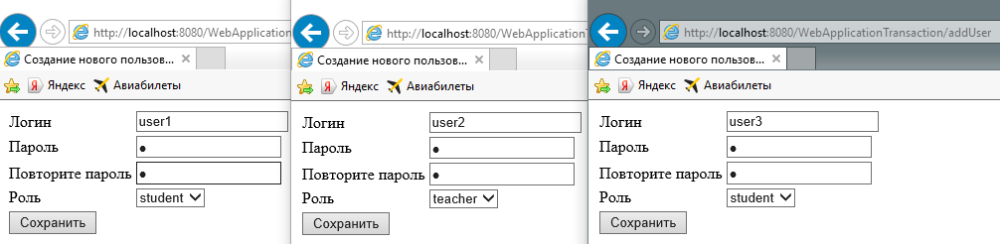 http://localhost:8080/WebApplication
Создание нового пользов...
Яндекс Авиабилеты
Логин user1
Пароль
Повторите пароль
Роль student
Сохранить
http://localhost:8080/WebApplication
Создание нового пользов...
Яндекс Авиабилеты
Логин user2
Пароль
Повторите пароль
Роль teacher
Сохранить
http://localhost:8080/WebApplicationTransaction/addUser
Создание нового пользов...
Я Яндекс Авиабилеты
Логин user3
Пароль
Повторите пароль
Роль student
Сохранить